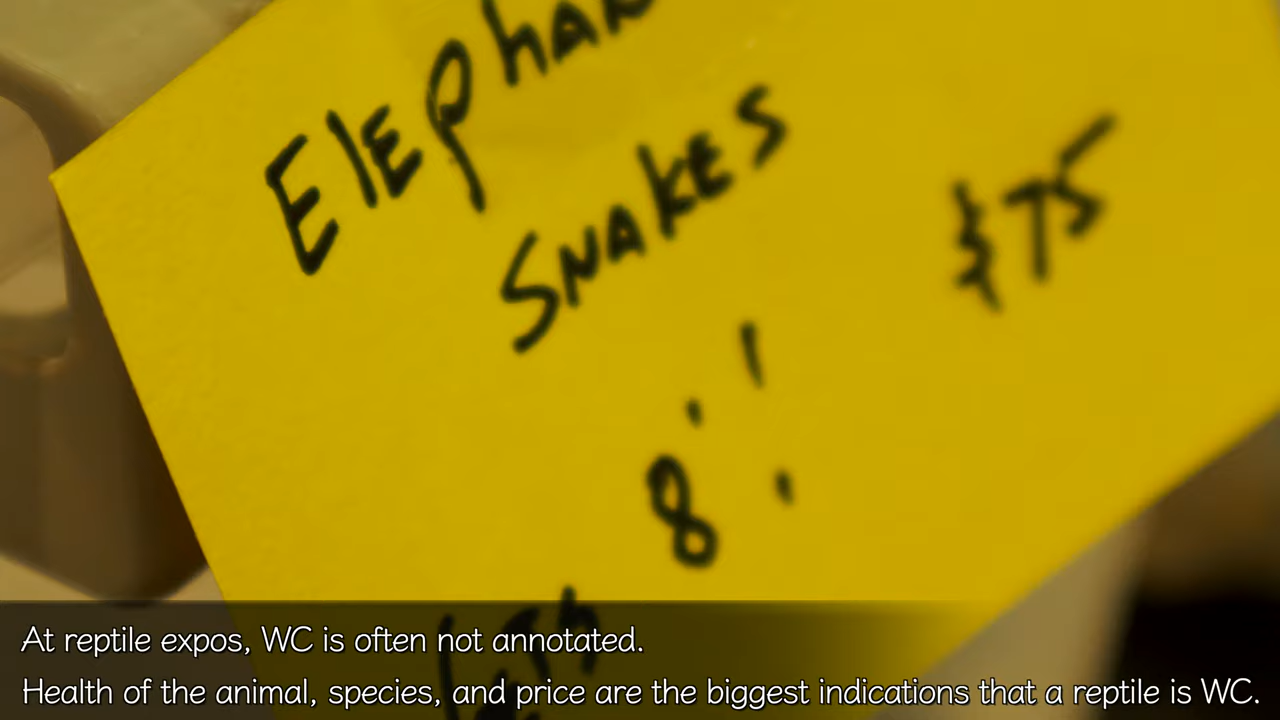 Elephan
Snakes
$75
8'!
At reptile expos, WC is often not annotated.
Health of the animal, species, and price are the biggest indications that a reptile is WC.